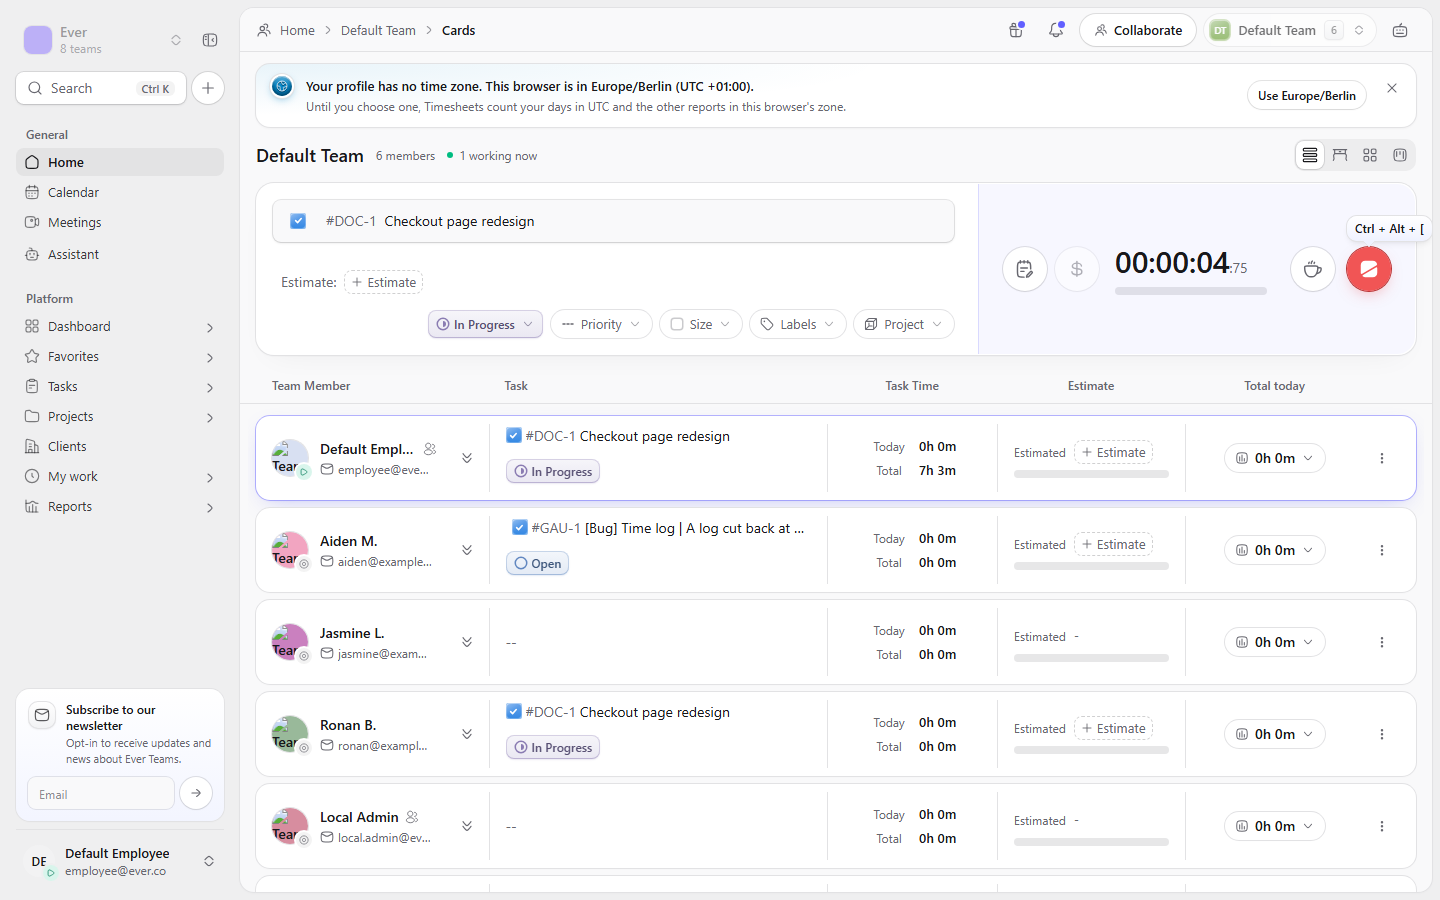 Ever
8 teams
Search
Ctrl K
General
Home
Calendar
Meetings
Assistant
Platform
Dashboard
Favorites
Tasks
Projects
Clients
My work
Reports
Subscribe to our
newsletter
Opt-in to receive updates and
news about Ever Teams.
Email
DE
Default Employee
employee@ever.co
Home
Default Team
Cards
Collaborate
DT
Default Team
6
Your profile has no time zone. This browser is in Europe/Berlin (UTC +01:00).
Until you choose one, Timesheets count your days in UTC and the other reports in this browser's zone.
Use Europe/Berlin
Default Team
6 members
1 working now
#DOC-1 Checkout page redesign
Estimate:
+ Estimate
In Progress
Priority
Size
Labels
Project
00:00:04.75
Ctrl + Alt + [
Team Member
Task
Task Time
Estimate
Total today
Default Empl...
employee@eve...
#DOC-1 Checkout page redesign
In Progress
Today 0h 0m
Total 7h 3m
Estimated + Estimate
0h 0m
Aiden M.
aiden@example...
#GAU-1 [Bug] Time log | A log cut back at ...
Open
Today 0h 0m
Total 0h 0m
Estimated + Estimate
0h 0m
Jasmine L.
jasmine@exam...
--
Today 0h 0m
Total 0h 0m
Estimated -
0h 0m
Ronan B.
ronan@exampl...
#DOC-1 Checkout page redesign
In Progress
Today 0h 0m
Total 0h 0m
Estimated + Estimate
0h 0m
Local Admin
local.admin@ev...
--
Today 0h 0m
Total 0h 0m
Estimated -
0h 0m